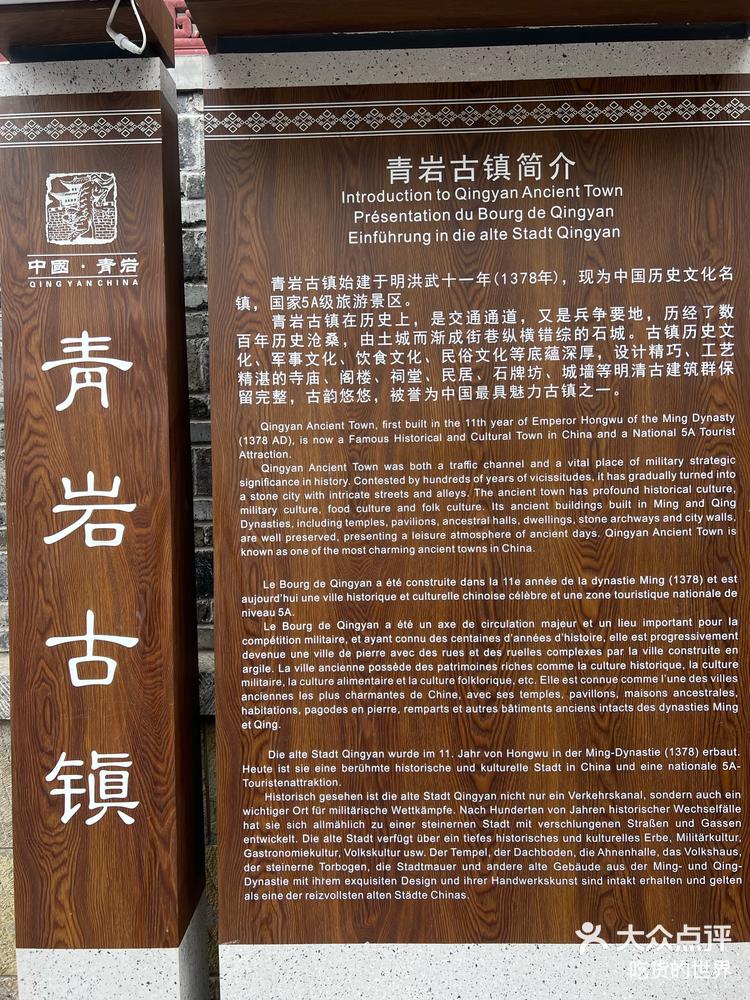 中國·青岩
QINGYANCHINA
青
岩
古
镇
青岩古镇简介
Introduction to Qingyan Ancient Town
Présentation du Bourg de Qingyan
Einführung in die alte Stadt Qingyan
青岩古镇始建于明洪武十一年(1378年)，现为中国历史文化名
镇，国家5A级旅游景区。
青岩古镇在历史上，是交通通道，又是兵争要地，历经了数
百年历史沧桑，由土城而渐成街巷纵横错综的石城。古镇历史文
化、军事文化、饮食文化、民俗文化等底蕴深厚，设计精巧、工艺
精湛的寺庙、阁楼、祠堂、民居、石牌坊、城墙等明清古建筑群保
留完整，古韵悠悠，被誉为中国最具魅力古镇之一。
Qingyan Ancient Town, first built in the 11th year of Emperor Hongwu of the Ming Dynasty
(1378 AD), is now a Famous Historical and Cultural Town in China and a National 5A Tourist
Attraction.
Qingyan Ancient Town was both a traffic channel and a vital place of military strategic
significance in history. Contested by hundreds of years of vicissitudes, it has gradually turned into
a stone city with intricate streets and alleys. The ancient town has profound historical culture,
military culture, food culture and folk culture. Its ancient buildings built in Ming and Qing
Dynasties, including temples, pavilions, ancestral halls, dwellings, stone archways and city walls,
are well preserved, presenting a leisure atmosphere of ancient days. Qingyan Ancient Town is
known as one of the most charming ancient towns in China.
Le Bourg de Qingyan a été construite dans la 11e année de la dynastie Ming (1378) et est
aujourd'hui une ville historique et culturelle chinoise célèbre et une zone touristique nationale de
niveau 5A.
Le Bourg de Qingyan a été un axe de circulation majeur et un lieu important pour la
compétition militaire, et ayant connu des centaines d'années d'histoire, elle est progressivement
devenue une ville de pierre avec des rues et des ruelles complexes par la ville construite en
argile. La ville ancienne possède des patrimoines riches comme la culture historique, la culture
militaire, la culture alimentaire et la culture folklorique, etc. Elle est connue comme l'une des villes
anciennes les plus charmantes de Chine, avec ses temples, pavillons, maisons ancestrales,
habitations, pagodes en pierre, remparts et autres bâtiments anciens intacts des dynasties Ming
et Qing.
Die alte Stadt Qingyan wurde im 11. Jahr von Hongwu in der Ming-Dynastie (1378) erbaut.
Heute ist sie eine berühmte historische und kulturelle Stadt in China und eine nationale 5A-
Touristenattraktion.
Historisch gesehen ist die alte Stadt Qingyan nicht nur ein Verkehrskanal, sondern auch ein
wichtiger Ort für militärische Wettkämpfe. Nach Hunderten von Jahren historischer Wechselfälle
hat sie sich allmählich zu einer steinernen Stadt mit verschlungenen Straßen und Gassen
entwickelt. Die alte Stadt verfügt über ein tiefes historisches und kulturelles Erbe, Militärkultur,
Gastronomiekultur, Volkskultur usw. Der Tempel, der Dachboden, die Ahnenhalle, das Volkshaus,
der steinerne Torbogen, die Stadtmauer und andere alte Gebäude aus der Ming- und Qing-
Dynastie mit ihrem exquisiten Design und ihrer Handwerkskunst sind intakt erhalten und gelten
als eine der reizvollsten alten Städte Chinas.
大众点评
吃货的世界